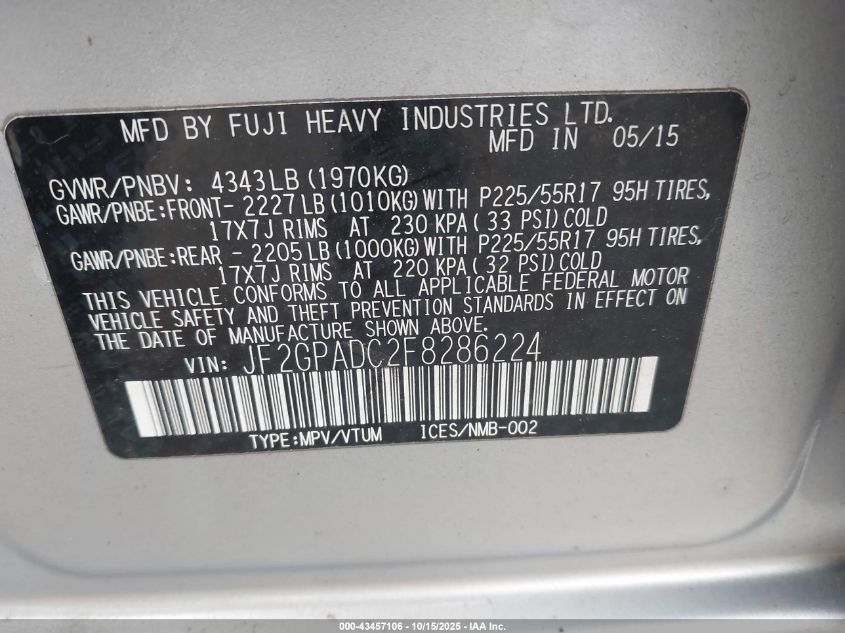 MFD BY FUJI HEAVY INDUSTRIES LTD.
MFD IN 05/15
GVWR/PNBV: 4343LB (1970KG)
GAWR/PNBE:FRONT- 2227LB (1010KG) WITH P225/55R17 95H TIRES,
17X7J RIMS AT 230 KPA ( 33 PSI) COLD
GAWR/PNBE:REAR - 2205LB (1000KG) WITH P225/55R17 95H TIRES,
17X7J RIMS AT 220 KPA ( 32 PSI) COLD
THIS VEHICLE CONFORMS TO ALL APPLICABLE FEDERAL MOTOR
VEHICLE SAFETY AND THEFT PREVENTION STANDARDS IN EFFECT ON
THE DATE OF MANUFACTURE SHOWN ABOVE.
VIN: JF2GPADC2F8286224
TYPE:MPV/VTUM ICES/NMB-002
000-43457106 - 10/15/2025 - IAA Inc.